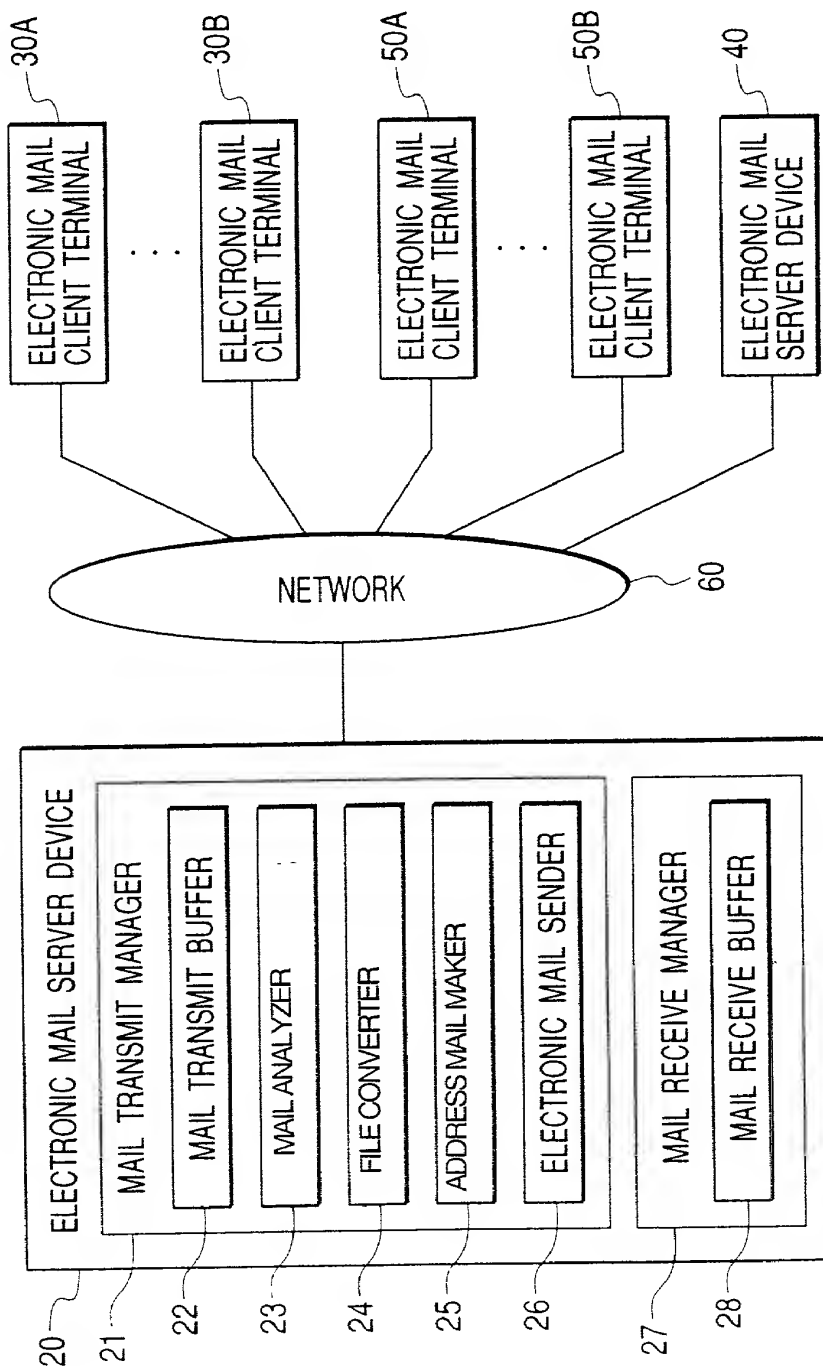 ELECTRONIC MAIL SERVER DEVICE
20
MAIL TRANSMIT MANAGER
21
MAIL TRANSMIT BUFFER
22
MAIL ANALYZER
23
FILE CONVERTER
24
ADDRESS MAIL MAKER
25
ELECTRONIC MAIL SENDER
26
MAIL RECEIVE MANAGER
27
MAIL RECEIVE BUFFER
28
NETWORK
60
ELECTRONIC MAIL
CLIENT TERMINAL
30A
. . .
ELECTRONIC MAIL
CLIENT TERMINAL
30B
ELECTRONIC MAIL
CLIENT TERMINAL
50A
. . .
ELECTRONIC MAIL
CLIENT TERMINAL
50B
ELECTRONIC MAIL
SERVER DEVICE
40